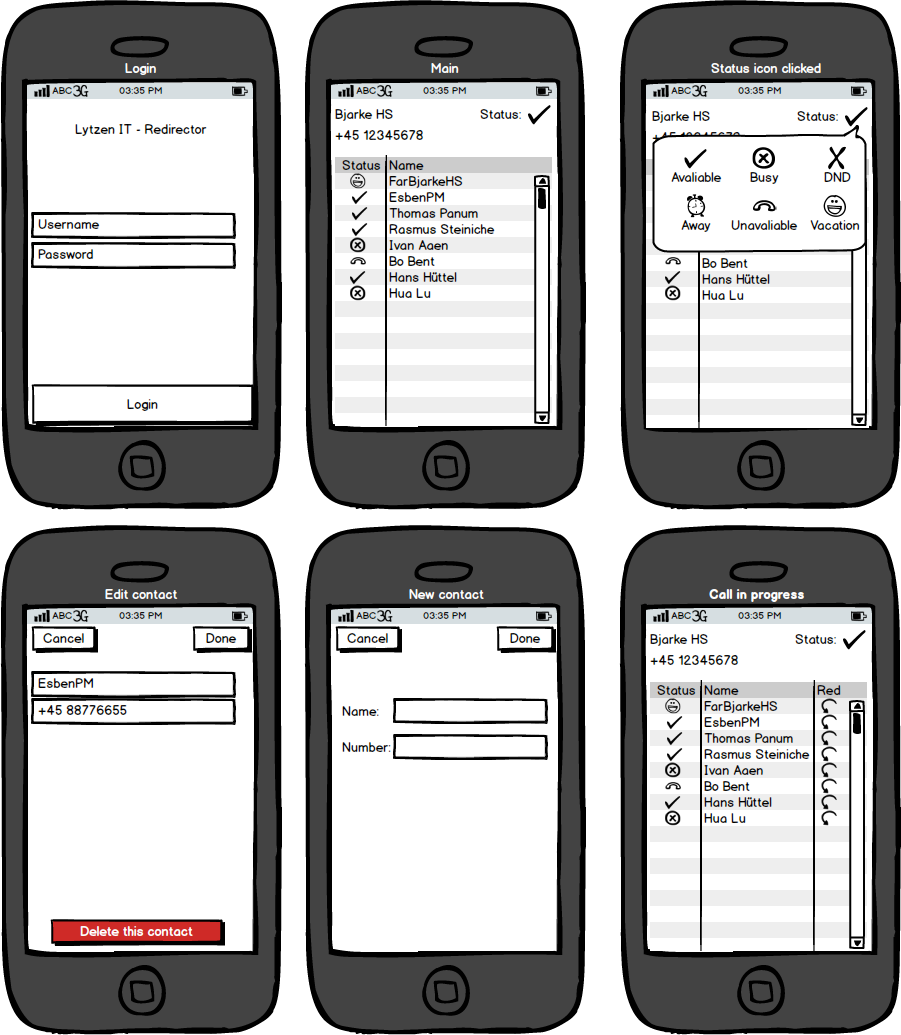 Login
ABC 3G 03:35 PM
Lytzen IT - Redirector
Username
Password
Login
Main
ABC 3G 03:35 PM
Bjarke HS Status:
+45 12345678
Status Name
FarBjarkeHS
EsbenPM
Thomas Panum
Rasmus Steiniche
Ivan Aaen
Bo Bent
Hans Hüttel
Hua Lu
Status icon clicked
ABC 3G 03:35 PM
Bjarke HS Status:
+45 12345678
Avaliable Busy DND
Away Unavaliable Vacation
Bo Bent
Hans Hüttel
Hua Lu
Edit contact
ABC 3G 03:35 PM
Cancel Done
EsbenPM
+45 88776655
Delete this contact
New contact
ABC 3G 03:35 PM
Cancel Done
Name:
Number:
Call in progress
ABC 3G 03:35 PM
Bjarke HS Status:
+45 12345678
Status Name Red
FarBjarkeHS
EsbenPM
Thomas Panum
Rasmus Steiniche
Ivan Aaen
Bo Bent
Hans Hüttel
Hua Lu